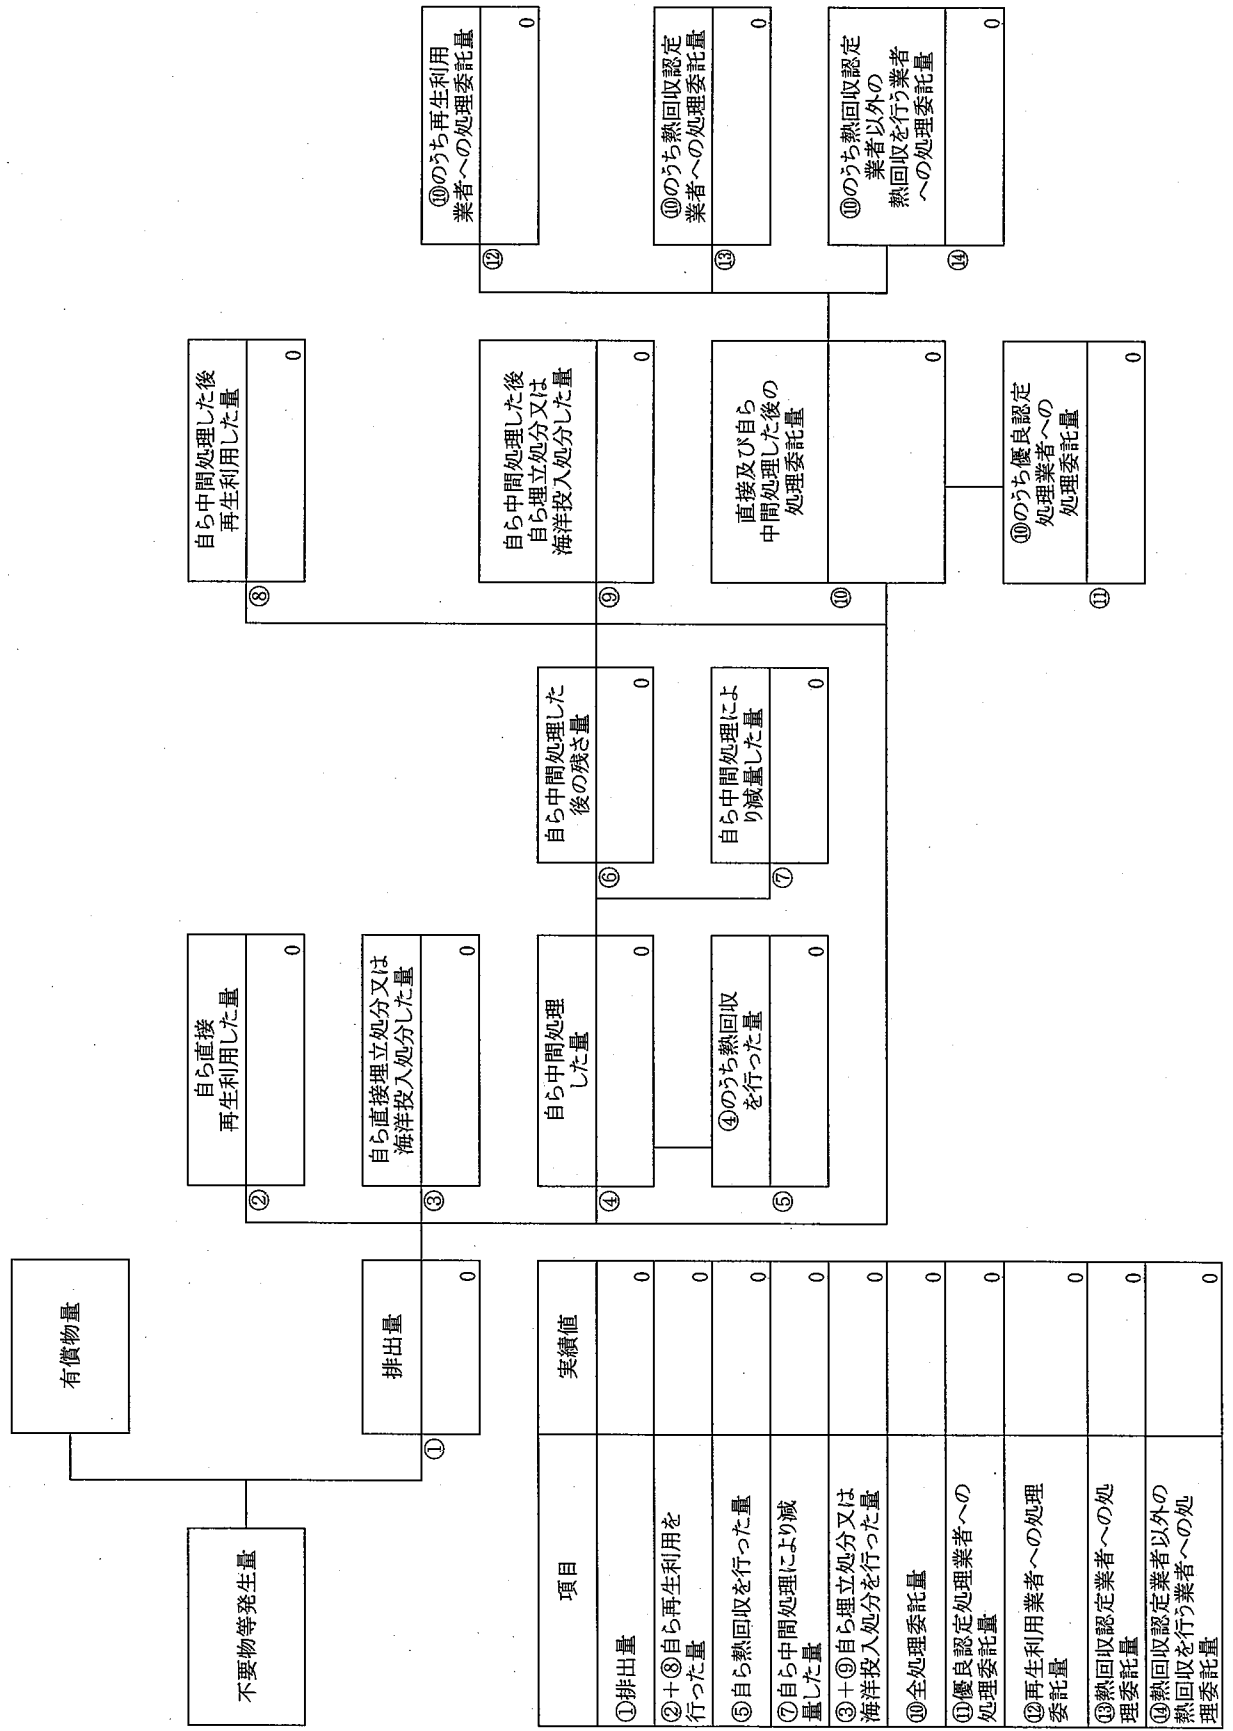 不要物等発生量
有償物量
①
排出量
0
②
自ら直接
再生利用した量
0
③
自ら直接埋立処分又は
海洋投入処分した量
0
④
自ら中間処理
した量
0
⑤
④のうち熱回収
を行った量
0
⑥
自ら中間処理した
後の残さ量
0
⑦
自ら中間処理によ
り減量した量
0
⑧
自ら中間処理した後
再生利用した量
0
⑨
自ら中間処理した後
自ら埋立処分又は
海洋投入処分した量
0
⑩
直接及び自ら
中間処理した後の
処理委託量
0
⑪
⑩のうち優良認定
処理業者への
処理委託量
0
⑫
⑩のうち再生利用
業者への処理委託量
0
⑬
⑩のうち熱回収認定
業者への処理委託量
0
⑭
⑩のうち熱回収認定
業者以外の
熱回収を行う業者
への処理委託量
0
項目 実績値
①排出量 0
②+⑧自ら再生利用を
行った量 0
⑤自ら熱回収を行った量 0
⑦自ら中間処理により減
量した量 0
③+⑨自ら埋立処分又は
海洋投入処分を行った量 0
⑩全処理委託量 0
⑪優良認定処理業者への
処理委託量 0
⑫再生利用業者への処理
委託量 0
⑬熱回収認定業者への処
理委託量 0
⑭熱回収認定業者以外の
熱回収を行う業者への処
理委託量 0